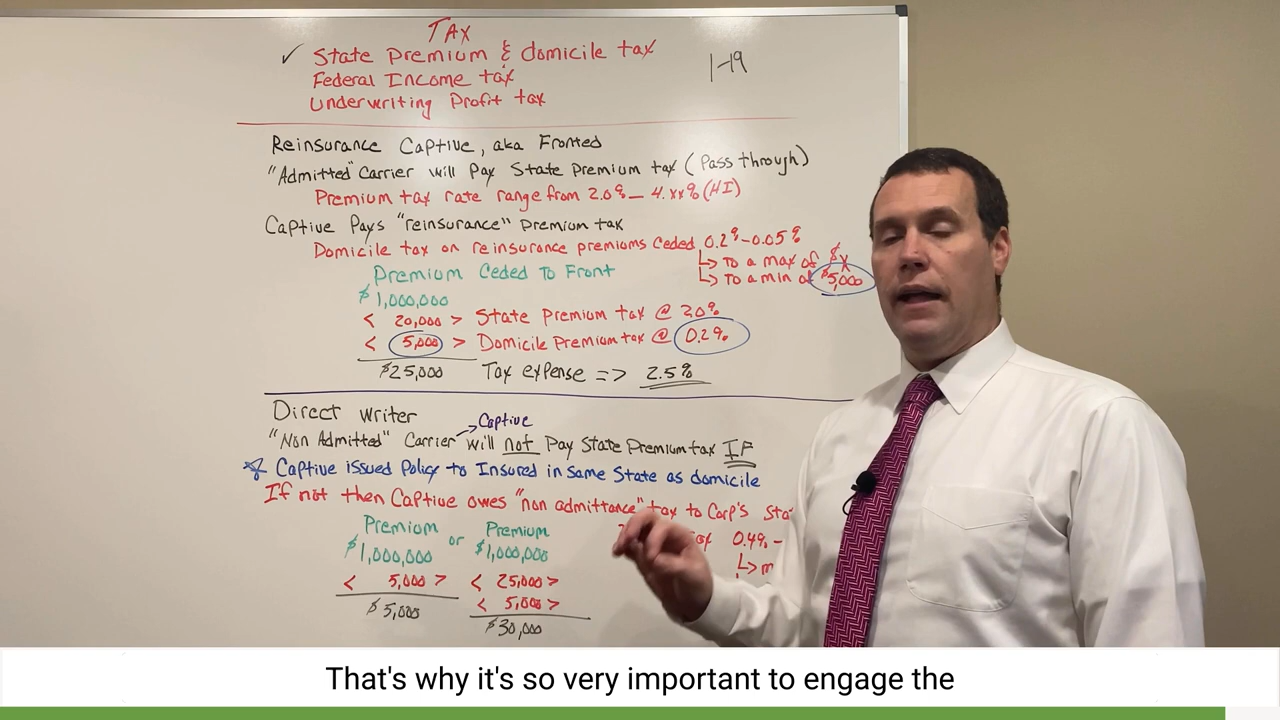 TAX
✓ State Premium & domicile tax
1-19
Federal Income tax
Underwriting Profit tax
Reinsurance Captive, aka Fronted
"Admitted" Carrier will Pay State Premium tax (Pass through)
Premium tax rate range from 2.0% – 4.xx% (HI)
Captive Pays "reinsurance" Premium tax
Domicile tax on reinsurance premiums Ceded 0.2% – 0.05%
↳ To a max of $X
↳ To a min of $5,000
Premium Ceded To Front
$1,000,000
< 20,000 > State Premium tax @ 2.0%
< 5,000 > Domicile Premium tax @ 0.2%
$25,000 Tax expense => 2.5%
Direct Writer
→ Captive
"Non Admitted" Carrier will not Pay State Premium tax IF
Captive issued Policy to Insured in Same State as domicile
If not then Captive owes "non admittance" tax to Corp's
Premium or Premium
$1,000,000 $1,000,000
0.4% –
< 5,000 > < 25,000 >
$5,000 < 5,000 >
$30,000
That's why it's so very important to engage the